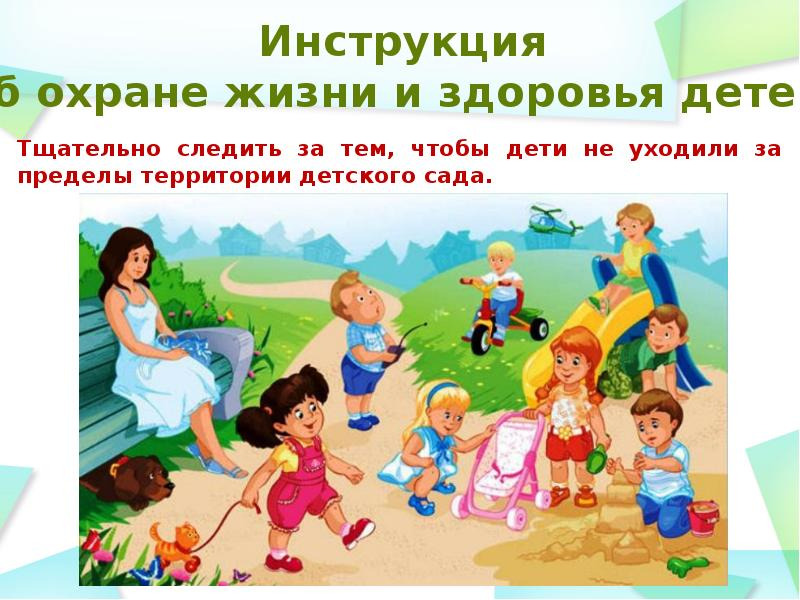 Инструкция
б охране жизни и здоровья дете
Тщательно следить за тем, чтобы дети не уходили за
пределы территории детского сада.